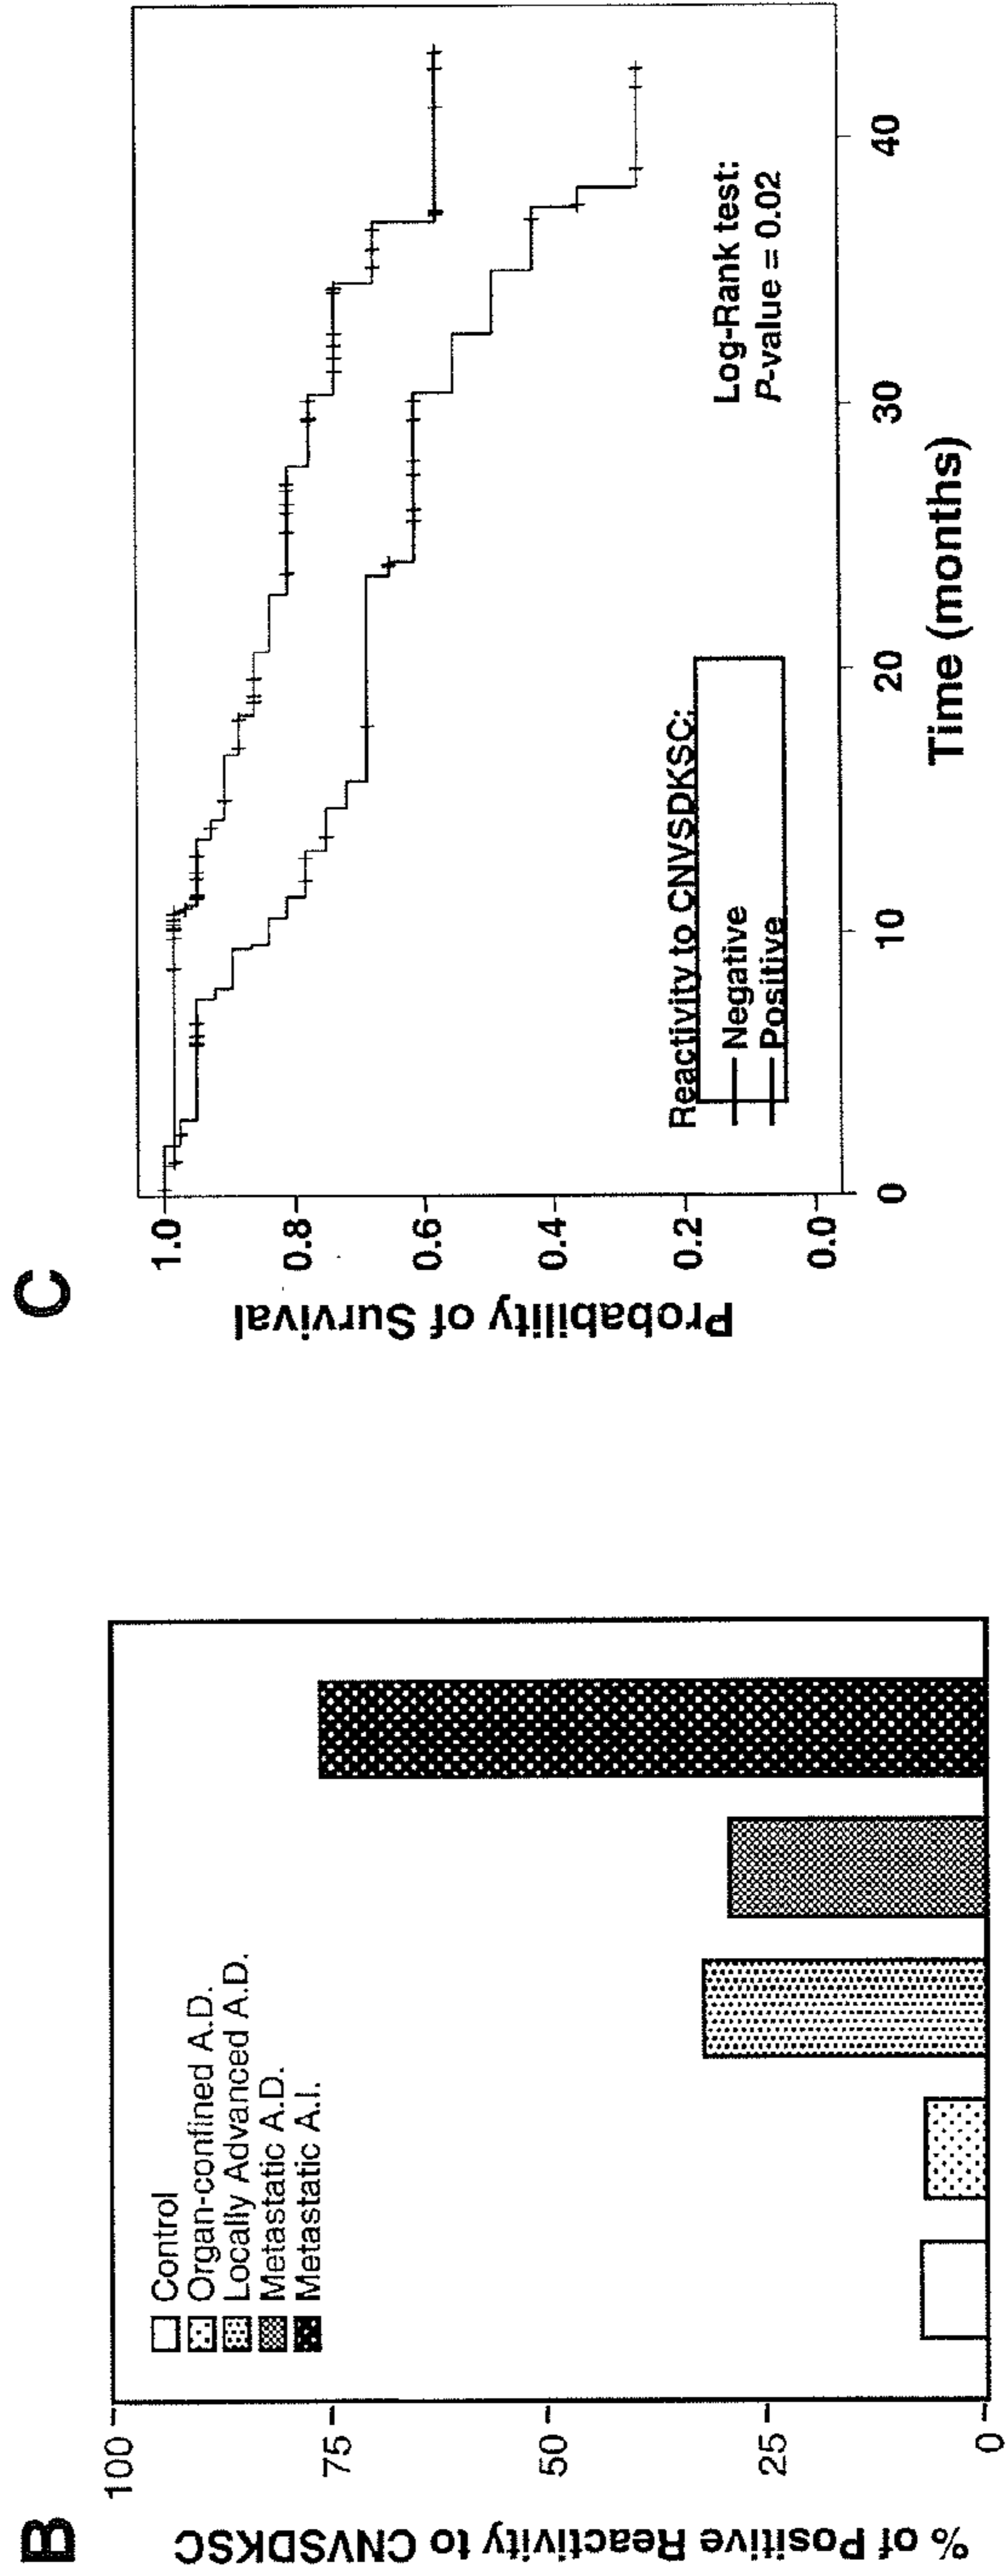 B
% of Positive Reactivity to CNVSDKSC
100
75
50
25
0
Control
Organ-confined A.D.
Locally Advanced A.D.
Metastatic A.D.
Metastatic A.I.
C
Probability of Survival
1.0
0.8
0.6
0.4
0.2
0.0
Reactivity to CNVSDKSC:
Negative
Positive
Log-Rank test:
P-value = 0.02
0
10
20
30
40
Time (months)